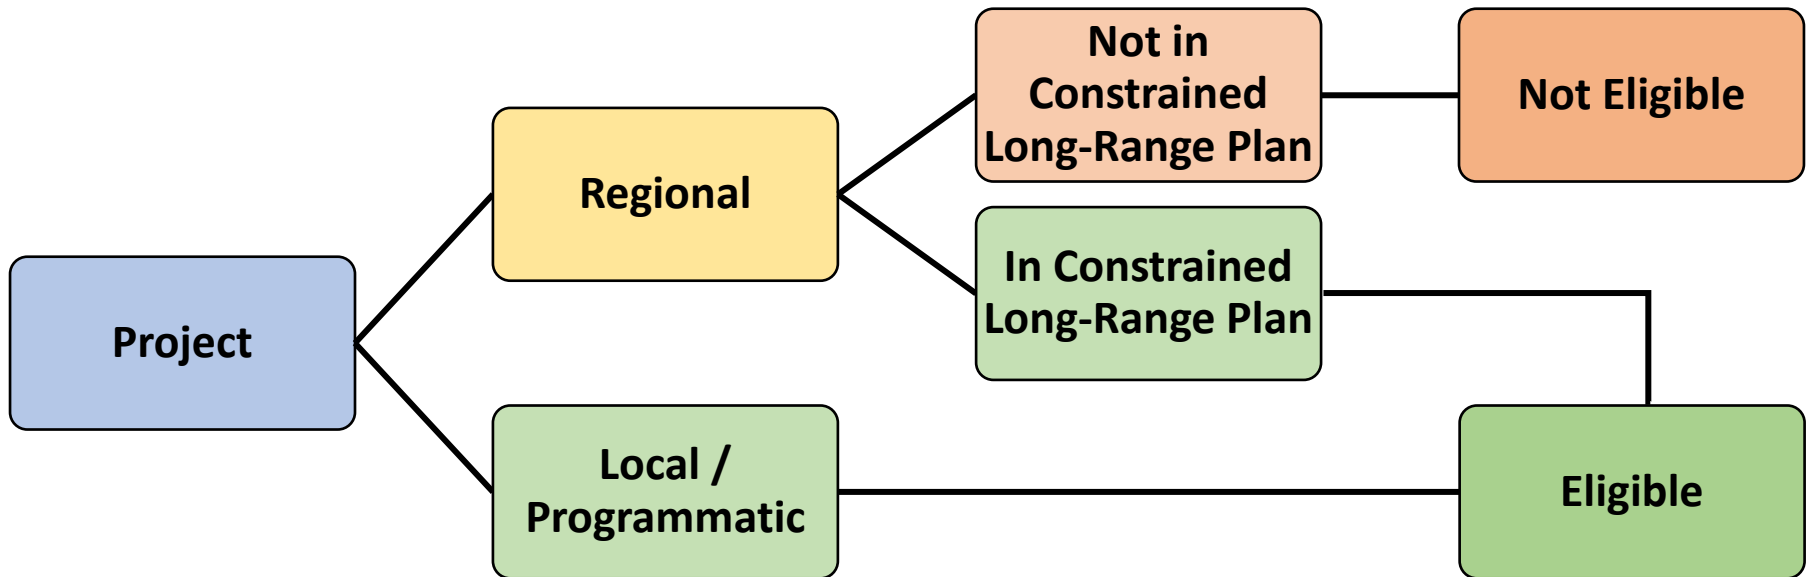 Not in
Constrained
Long-Range Plan
Not Eligible
Regional
In Constrained
Long-Range Plan
Project
Local /
Programmatic
Eligible